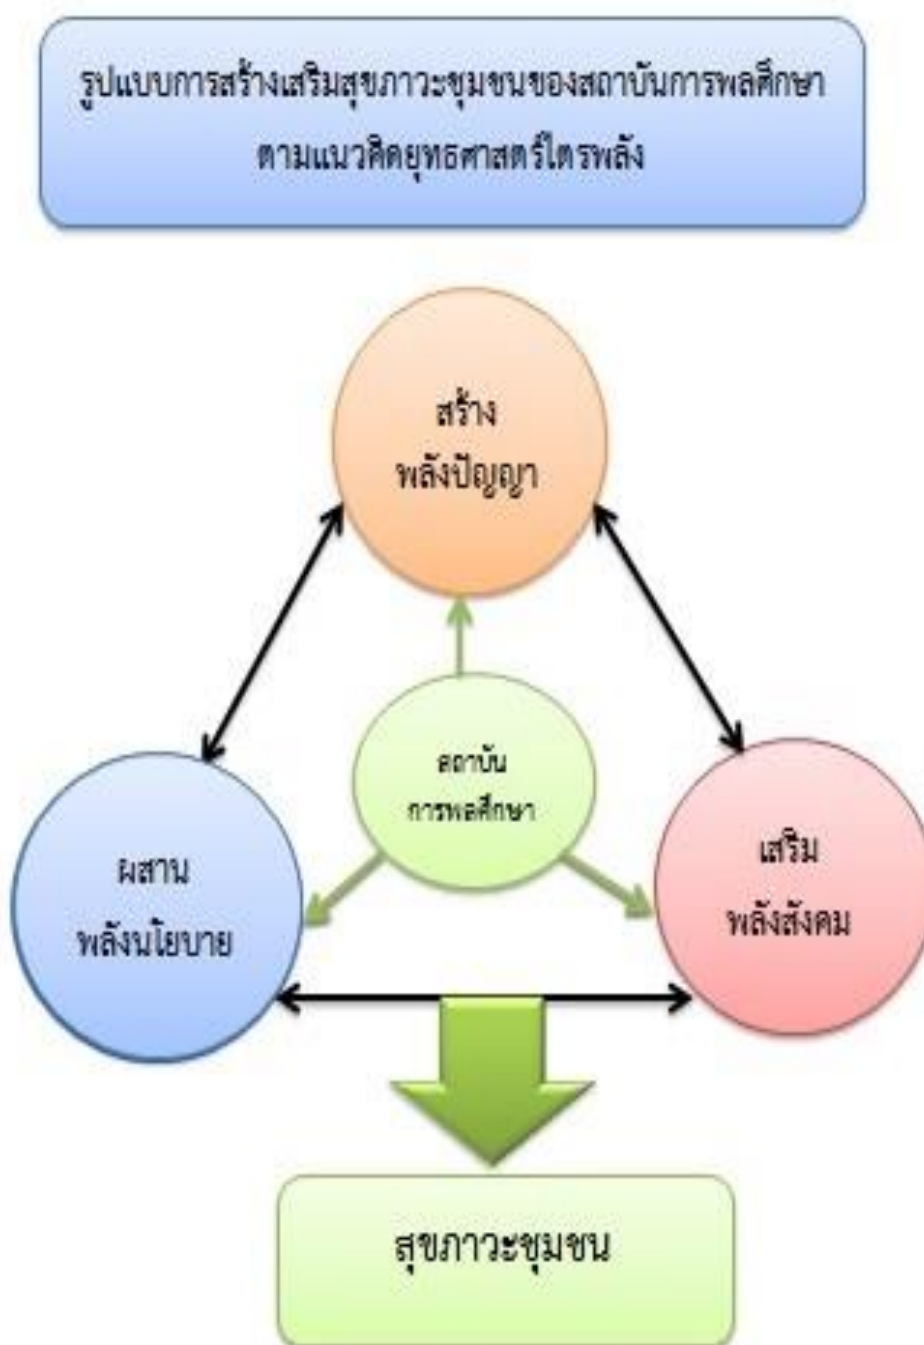 รูปแบบการสร้างเสริมสุขภาวะชุมชนของสถาบันการพลศึกษา
ตามแนวคิดยุทธศาสตร์ไตรพลัง
สร้าง
พลังปัญญา
สถาบัน
การพลศึกษา
ผสาน
พลังนโยบาย
เสริม
พลังสังคม
สุขภาวะชุมชน